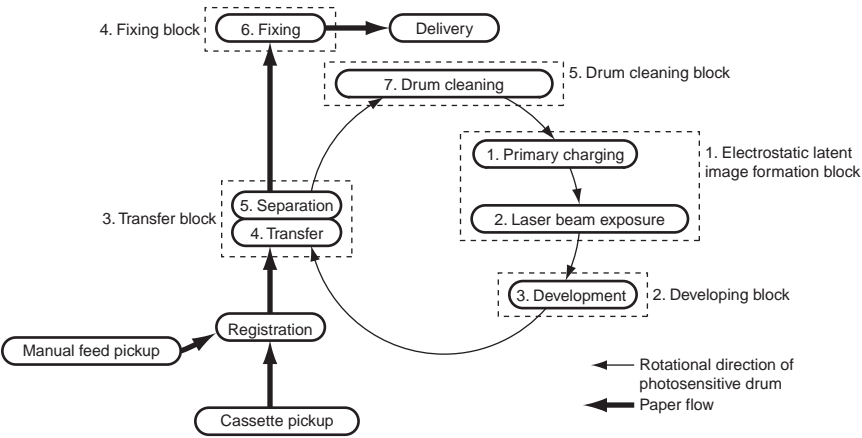 4. Fixing block
6. Fixing
Delivery
7. Drum cleaning
5. Drum cleaning block
1. Primary charging
1. Electrostatic latent
image formation block
2. Laser beam exposure
3. Transfer block
5. Separation
4. Transfer
3. Development
2. Developing block
Registration
Manual feed pickup
Cassette pickup
Rotational direction of
photosensitive drum
Paper flow